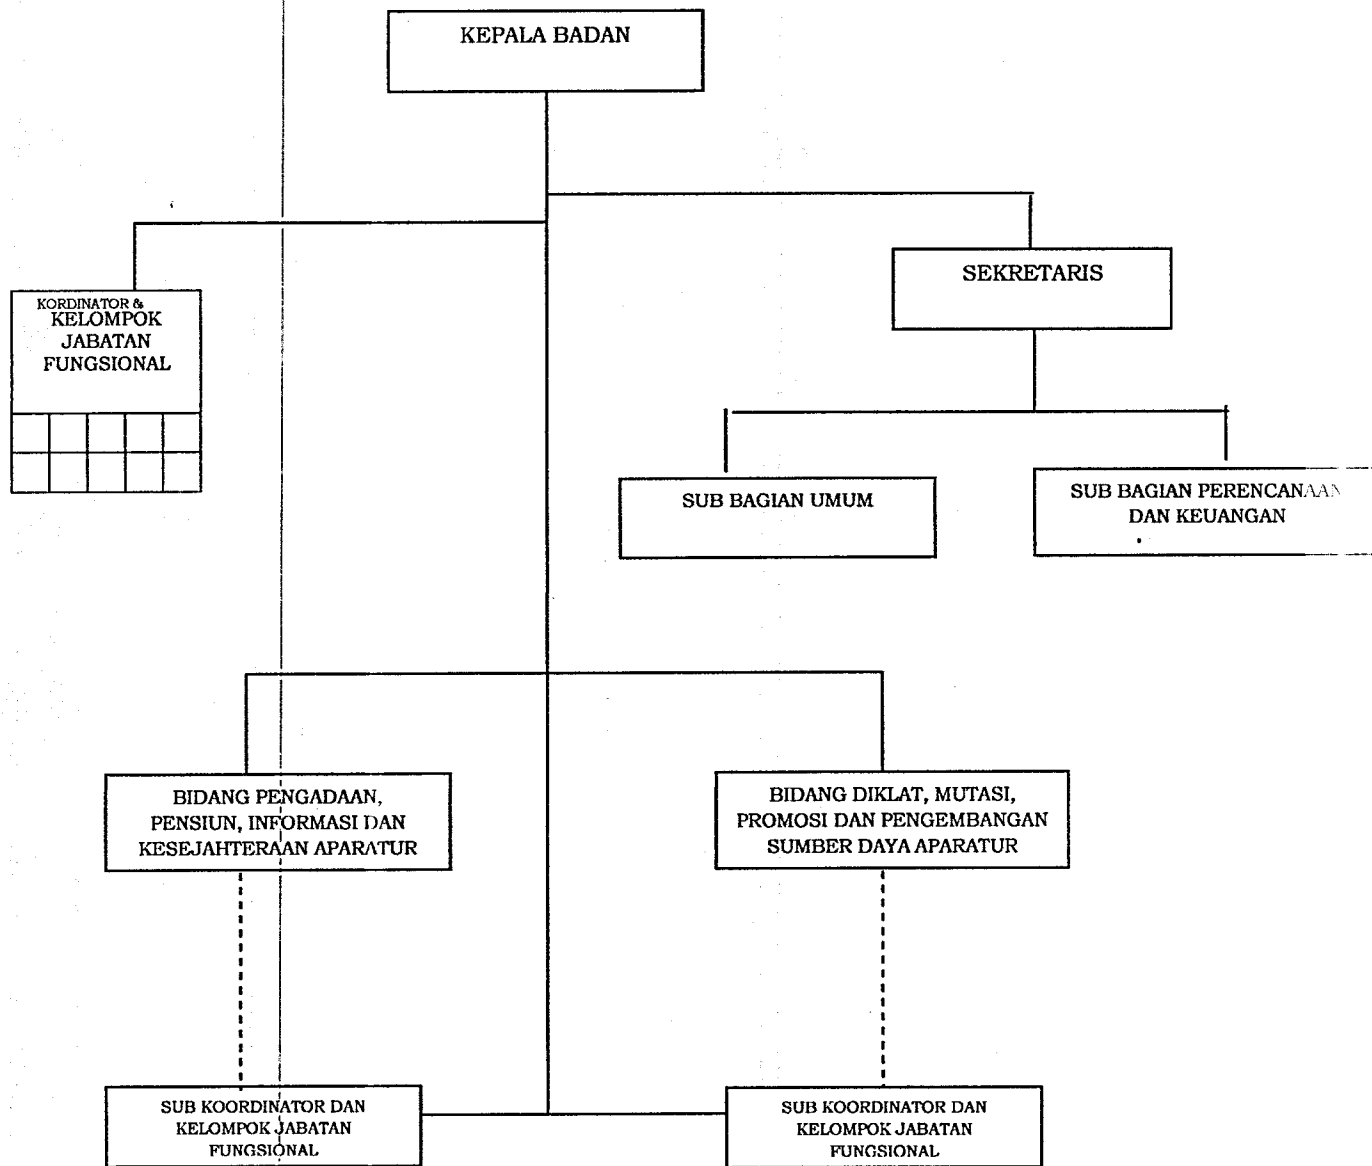 KEPALA BADAN
SEKRETARIS
KORDINATOR &
KELOMPOK
JABATAN
FUNGSIONAL
SUB BAGIAN UMUM
SUB BAGIAN PERENCANAAN
DAN KEUANGAN
BIDANG PENGADAAN,
PENSIUN, INFORMASI DAN
KESEJAHTERAAN APARATUR
BIDANG DIKLAT, MUTASI,
PROMOSI DAN PENGEMBANGAN
SUMBER DAYA APARATUR
SUB KOORDINATOR DAN
KELOMPOK JABATAN
FUNGSIONAL
SUB KOORDINATOR DAN
KELOMPOK JABATAN
FUNGSIONAL